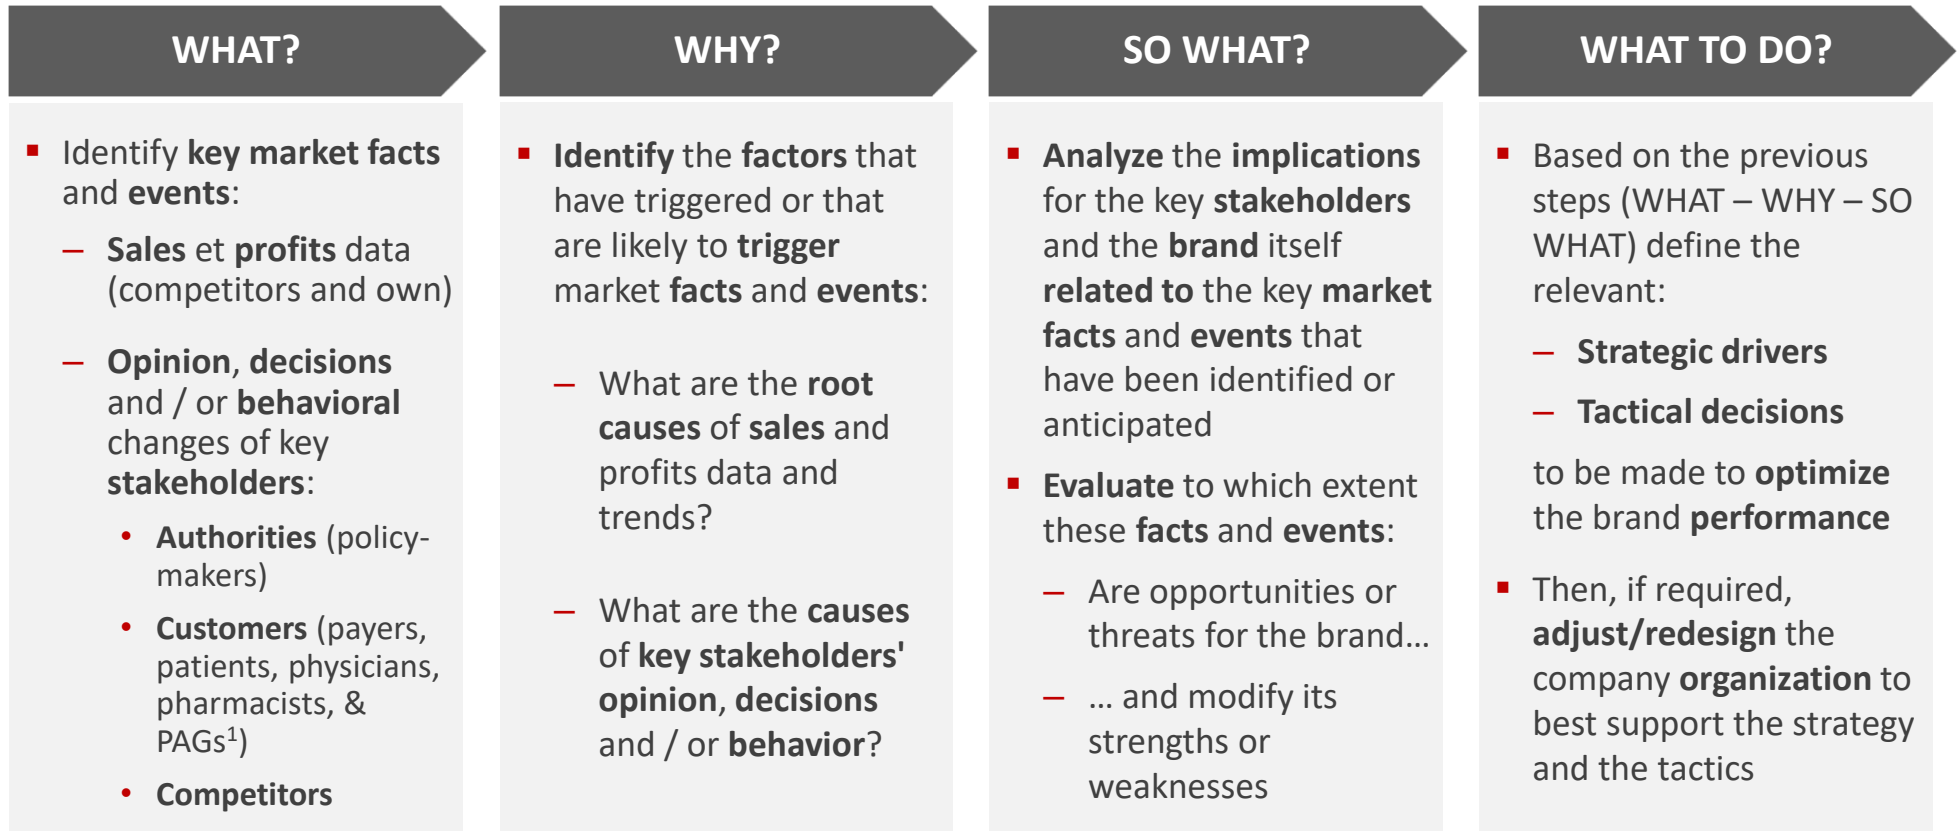 WHAT?
▪ Identify key market facts
and events:
– Sales et profits data
(competitors and own)
– Opinion, decisions
and / or behavioral
changes of key
stakeholders:
• Authorities (policy-
makers)
• Customers (payers,
patients, physicians,
pharmacists, &
PAGs¹)
• Competitors
WHY?
▪ Identify the factors that
have triggered or that
are likely to trigger
market facts and events:
– What are the root
causes of sales and
profits data and
trends?
– What are the causes
of key stakeholders'
opinion, decisions
and / or behavior?
SO WHAT?
▪ Analyze the implications
for the key stakeholders
and the brand itself
related to the key market
facts and events that
have been identified or
anticipated
▪ Evaluate to which extent
these facts and events:
– Are opportunities or
threats for the brand…
– … and modify its
strengths or
weaknesses
WHAT TO DO?
▪ Based on the previous
steps (WHAT – WHY – SO
WHAT) define the
relevant:
– Strategic drivers
– Tactical decisions
to be made to optimize
the brand performance
▪ Then, if required,
adjust/redesign the
company organization to
best support the strategy
and the tactics